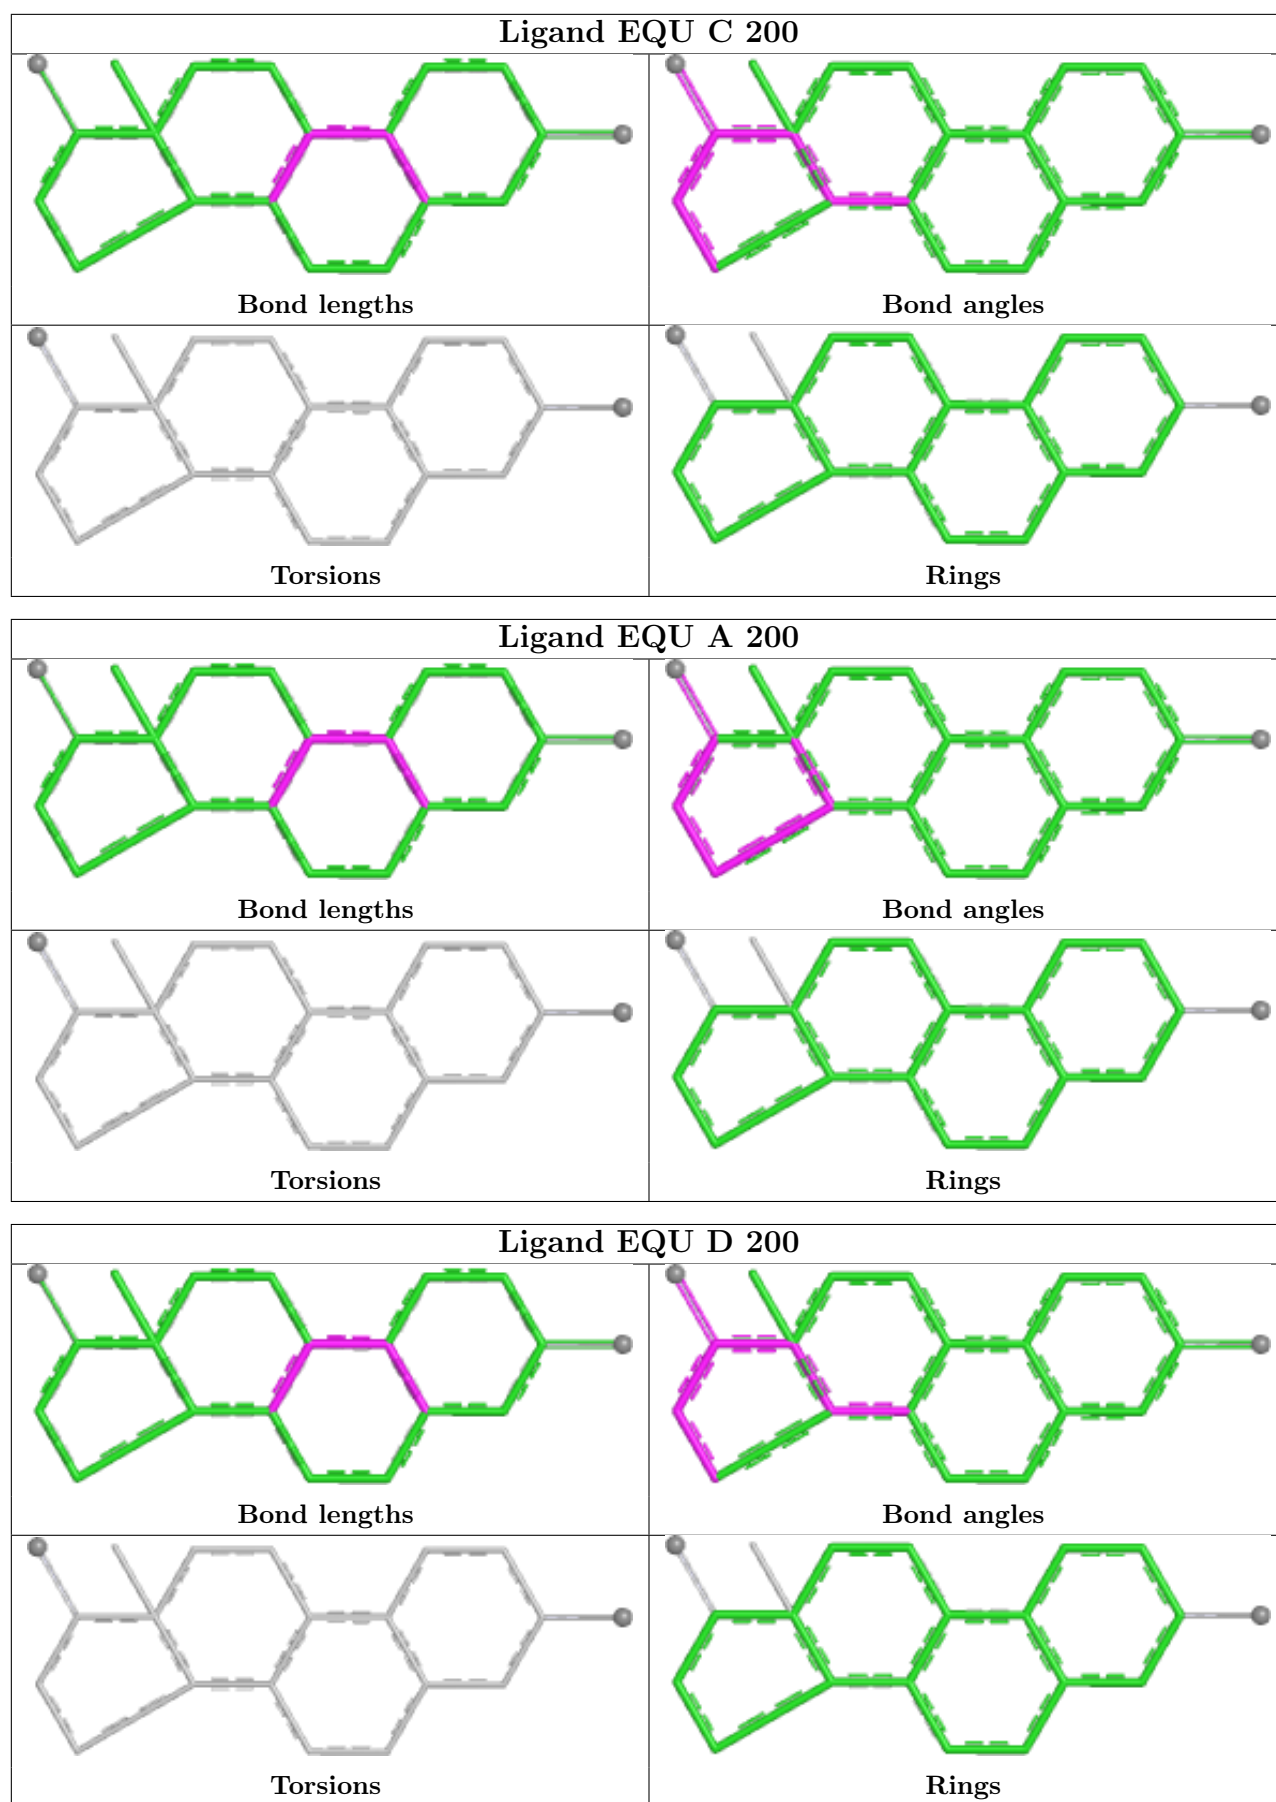 Ligand EQU C 200
Bond lengths
Bond angles
Torsions
Rings
Ligand EQU A 200
Bond lengths
Bond angles
Torsions
Rings
Ligand EQU D 200
Bond lengths
Bond angles
Torsions
Rings